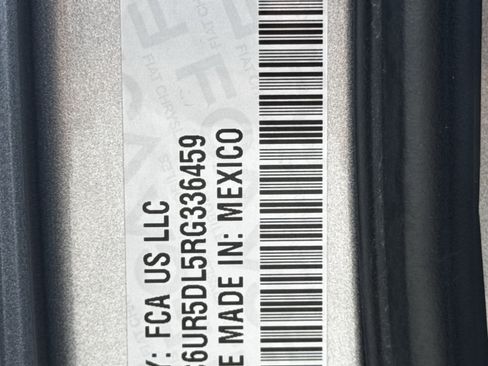 Y: FCA US LLC
6UR5DL5RG336459
E MADE IN: MEXICO